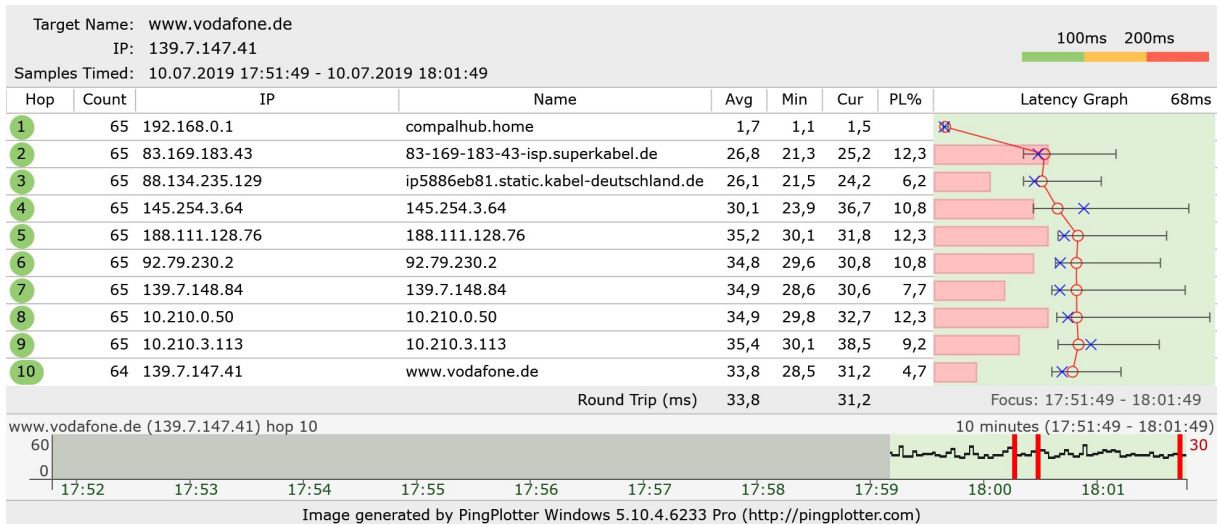 Target Name: www.vodafone.de
IP: 139.7.147.41
Samples Timed: 10.07.2019 17:51:49 - 10.07.2019 18:01:49
100ms 200ms
Hop Count IP Name Avg Min Cur PL% Latency Graph 68ms
1 65 192.168.0.1 compalhub.home 1,7 1,1 1,5
2 65 83.169.183.43 83-169-183-43-isp.superkabel.de 26,8 21,3 25,2 12,3
3 65 88.134.235.129 ip5886eb81.static.kabel-deutschland.de 26,1 21,5 24,2 6,2
4 65 145.254.3.64 145.254.3.64 30,1 23,9 36,7 10,8
5 65 188.111.128.76 188.111.128.76 35,2 30,1 31,8 12,3
6 65 92.79.230.2 92.79.230.2 34,8 29,6 30,8 10,8
7 65 139.7.148.84 139.7.148.84 34,9 28,6 30,6 7,7
8 65 10.210.0.50 10.210.0.50 34,9 29,8 32,7 12,3
9 65 10.210.3.113 10.210.3.113 35,4 30,1 38,5 9,2
10 64 139.7.147.41 www.vodafone.de 33,8 28,5 31,2 4,7
Round Trip (ms) 33,8 31,2 Focus: 17:51:49 - 18:01:49
www.vodafone.de (139.7.147.41) hop 10 10 minutes (17:51:49 - 18:01:49)
60 30
0
17:52 17:53 17:54 17:55 17:56 17:57 17:58 17:59 18:00 18:01
Image generated by PingPlotter Windows 5.10.4.6233 Pro (http://pingplotter.com)